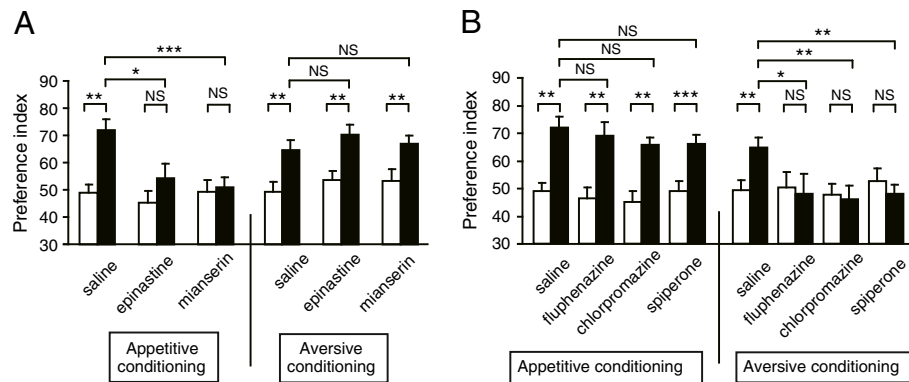 A
Preference index
90
80
70
60
50
40
30
***
*
**
NS
NS
NS
NS
**
**
**
saline
epinastine
mianserin
saline
epinastine
mianserin
Appetitive
conditioning
Aversive
conditioning
B
Preference index
90
80
70
60
50
40
30
NS
NS
NS
**
**
**
***
**
**
*
**
NS
NS
NS
saline
fluphenazine
chlorpromazine
spiperone
saline
fluphenazine
chlorpromazine
spiperone
Appetitive conditioning
Aversive conditioning